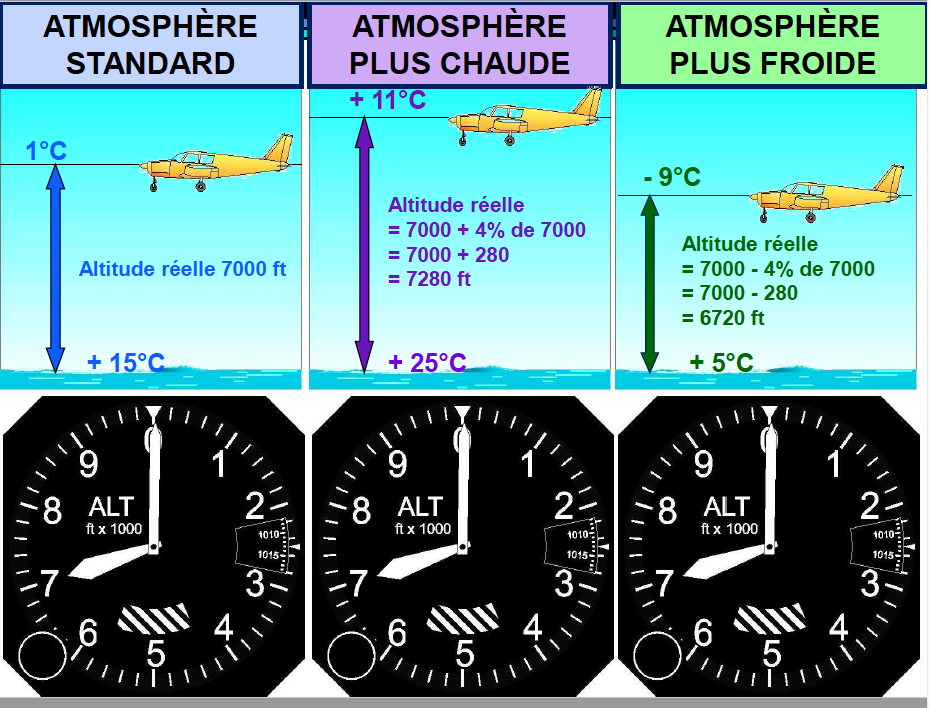 ATMOSPHÈRE
STANDARD
ATMOSPHÈRE
PLUS CHAUDE
ATMOSPHÈRE
PLUS FROIDE
1°C
Altitude réelle 7000 ft
+ 15°C
+ 11°C
Altitude réelle
= 7000 + 4% de 7000
= 7000 + 280
= 7280 ft
+ 25°C
- 9°C
Altitude réelle
= 7000 - 4% de 7000
= 7000 - 280
= 6720 ft
+ 5°C
0
9
1
8
ALT
2
ft x 1000
1010
1015
7
3
6
4
5
0
9
1
8
ALT
2
ft x 1000
1010
1015
7
3
6
4
5
0
9
1
8
ALT
2
ft x 1000
1010
1015
7
3
6
4
5